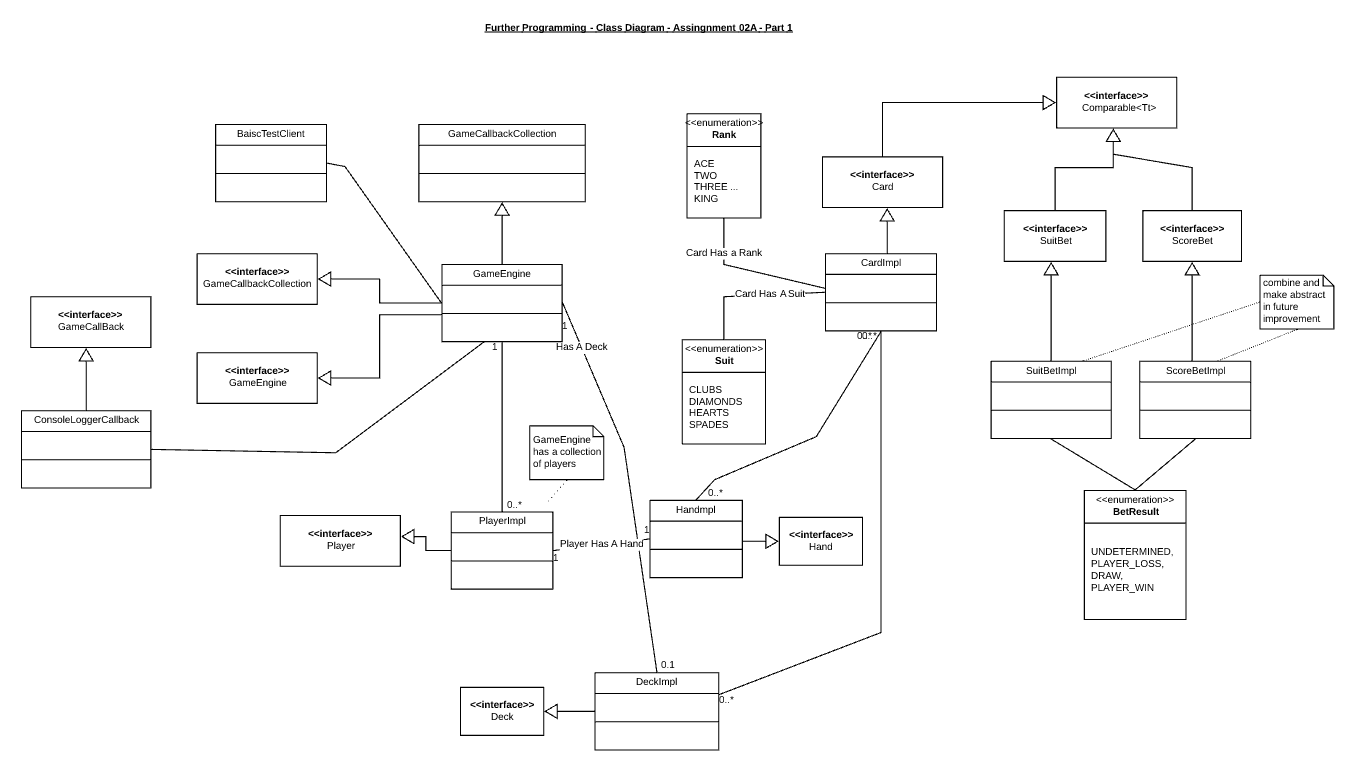 Further Programming - Class Diagram - Assingnment 02A - Part 1
<<interface>>
Comparable<Tt>
BaiscTestClient
GameCallbackCollection
<<enumeration>>
Rank
ACE
TWO
THREE ...
KING
<<interface>>
Card
<<interface>>
SuitBet
<<interface>>
ScoreBet
Card Has a Rank
CardImpl
<<interface>>
GameCallbackCollection
GameEngine
combine and
make abstract
in future
improvement
Card Has A Suit
<<interface>>
GameCallBack
1
Has A Deck
1
<<enumeration>>
Suit
CLUBS
DIAMONDS
HEARTS
SPADES
<<interface>>
GameEngine
SuitBetImpl
ScoreBetImpl
ConsoleLoggerCallback
GameEngine
has a collection
of players
0..*
0..*
<<enumeration>>
BetResult
UNDETERMINED,
PLAYER_LOSS,
DRAW,
PLAYER_WIN
PlayerImpl
HandmpI
<<interface>>
Player
1
Player Has A Hand
1
<<interface>>
Hand
0.1
DeckImpl
0..*
<<interface>>
Deck